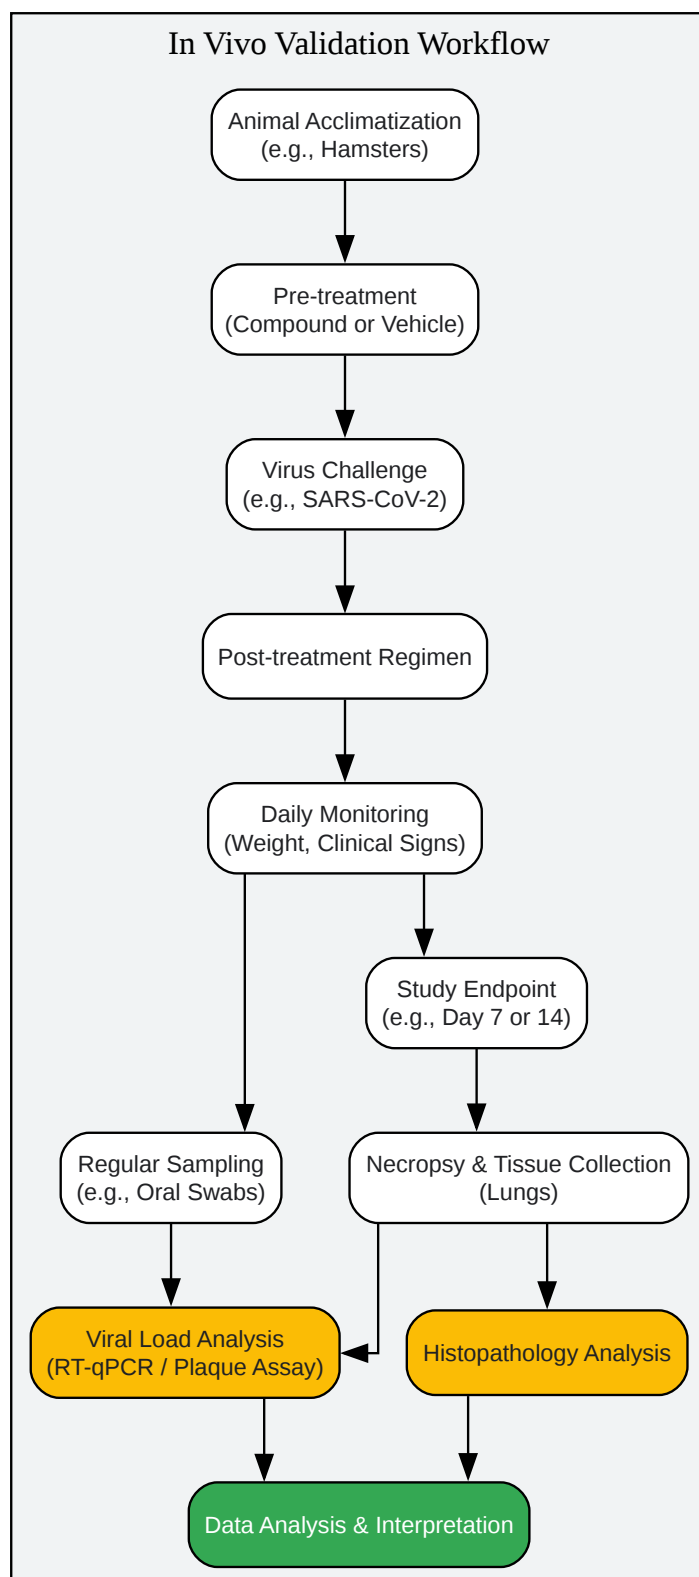 In Vivo Validation Workflow
Animal Acclimatization
(e.g., Hamsters)
Pre-treatment
(Compound or Vehicle)
Virus Challenge
(e.g., SARS-CoV-2)
Post-treatment Regimen
Daily Monitoring
(Weight, Clinical Signs)
Study Endpoint
(e.g., Day 7 or 14)
Regular Sampling
(e.g., Oral Swabs)
Necropsy & Tissue Collection
(Lungs)
Viral Load Analysis
(RT-qPCR / Plaque Assay)
Histopathology Analysis
Data Analysis & Interpretation